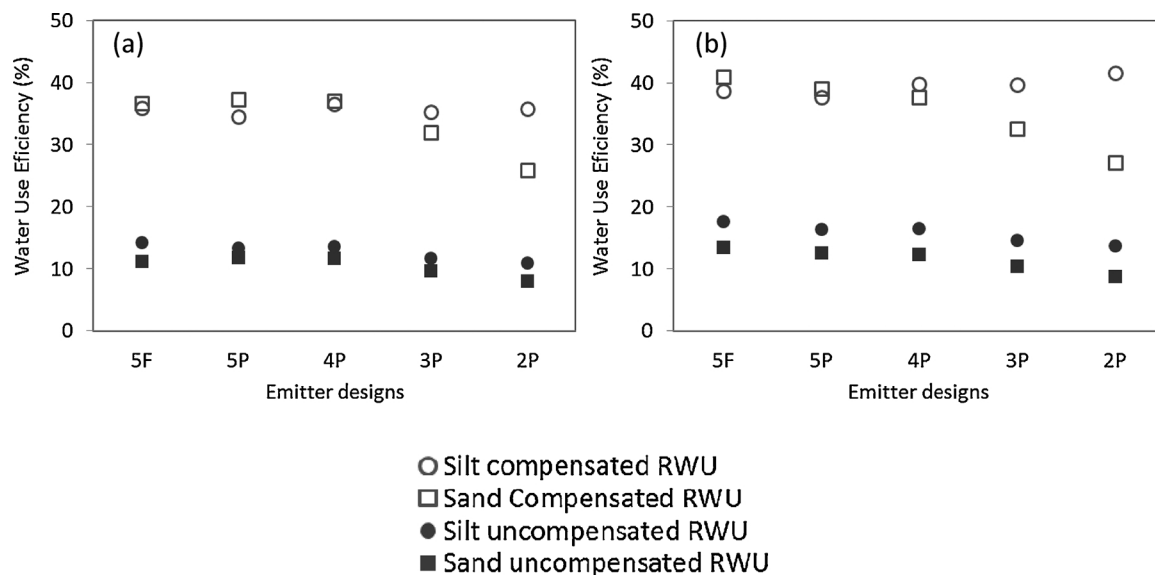 (a)
Water Use Eficiency (%)
50
40
30
20
10
0
5F 5P 4P 3P 2P
Emitter designs
(b)
Water Use Eficiency (%)
50
40
30
20
10
0
5F 5P 4P 3P 2P
Emitter designs
Silt compensated RWU
Sand Compensated RWU
Silt uncompensated RWU
Sand uncompensated RWU